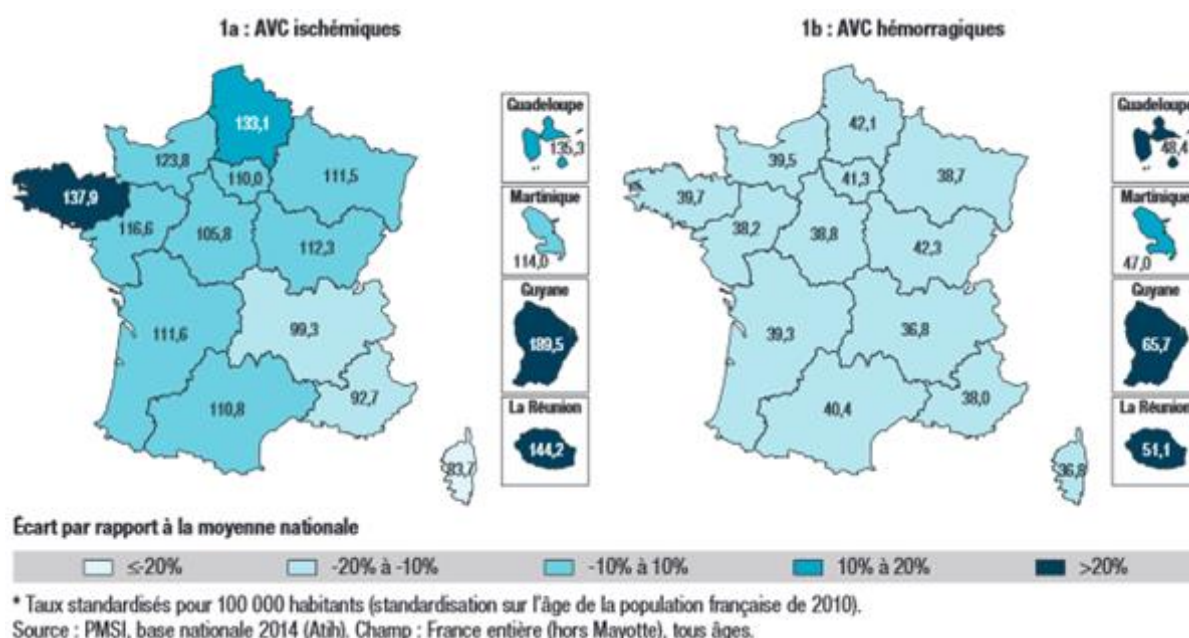 1a : AVC ischémiques
133,1
123,8
110,0
111,5
137,9
116,6
105,8
112,3
111,6
99,3
110,8
92,7
83,7
Guadeloupe
135,3
Martinique
114,0
Guyane
189,5
La Réunion
144,2
1b : AVC hémorragiques
42,1
39,5
41,3
38,7
39,7
38,2
38,8
42,3
39,3
36,8
40,4
38,0
36,8
Guadeloupe
48,4
Martinique
47,0
Guyane
65,7
La Réunion
51,1
Écart par rapport à la moyenne nationale
≤-20% -20% à -10% -10% à 10% 10% à 20% >20%
* Taux standardisés pour 100 000 habitants (standardisation sur l'âge de la population française de 2010).
Source : PMSI, base nationale 2014 (Atih). Champ : France entière (hors Mayotte), tous âges.